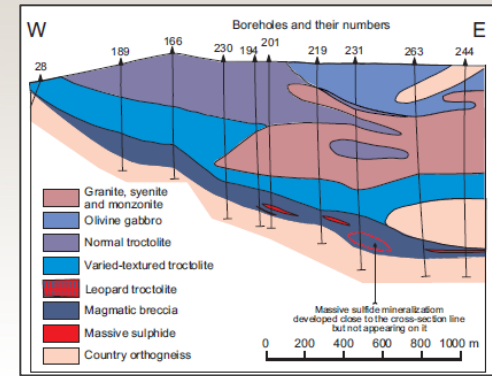 W
Boreholes and their numbers
E
28
189
166
230
194
201
219
231
263
244
Granite, syenite
and monzonite
Olivine gabbro
Normal troctolite
Varied-textured troctolite
Leopard troctolite
Magmatic breccia
Massive sulphide
Country orthogneiss
Massive sulfide mineralizatiom
developed close to the cross-section line
but not appearing on it
0 200 400 600 800 1000 m